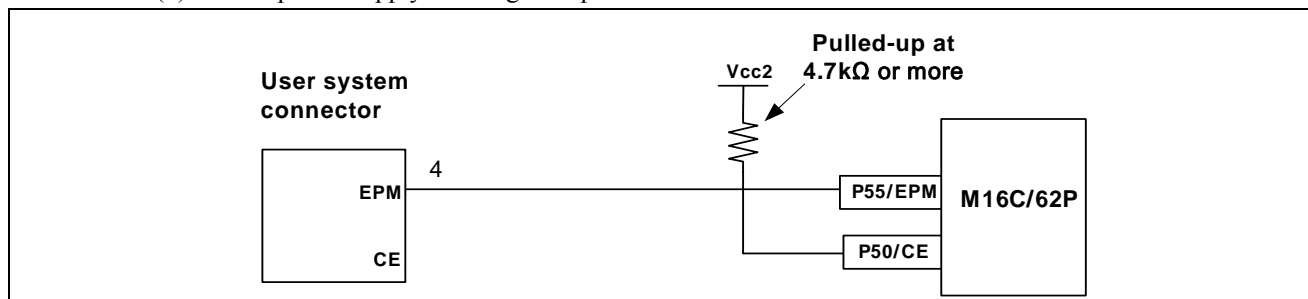 Pulled-up at
4.7kΩ or more
Vcc2
User system
connector
4
EPM
P55/EPM
M16C/62P
CE
P50/CE